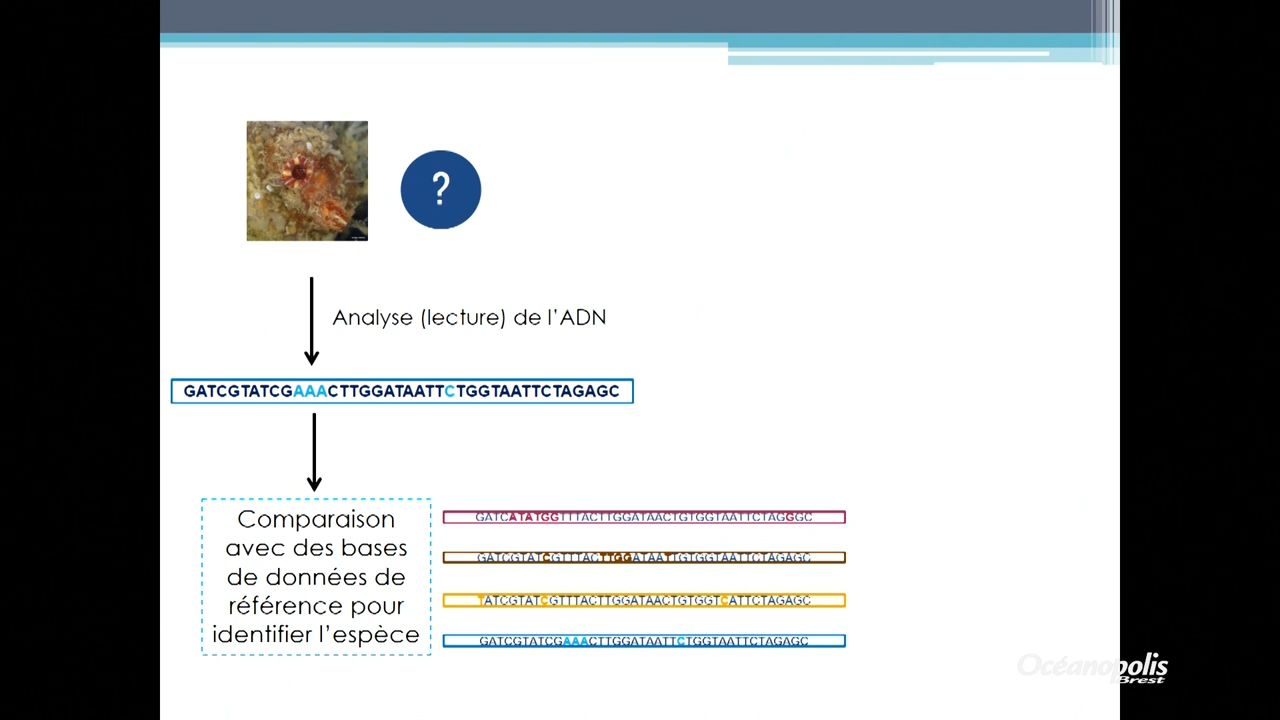 ?
Analyse (lecture) de l'ADN
GATCGTATCGAAACTTGGATAATTCTGGTAATTCTAGAGC
Comparaison
avec des bases
de données de
référence pour
identifier l'espèce
GATCATATGGTTTACTTGGATAACTGTGGTAATTCTAGGGC
GATCGTATCGTTTACTTGGATAATTGTGGTAATTCTAGAGC
TATCGTATCGTTTACTTGGATAACTGTGGTCATTCTAGAGC
GATCGTATCGAAACTTGGATAATTCTGGTAATTCTAGAGC
Océanopolis
Brest